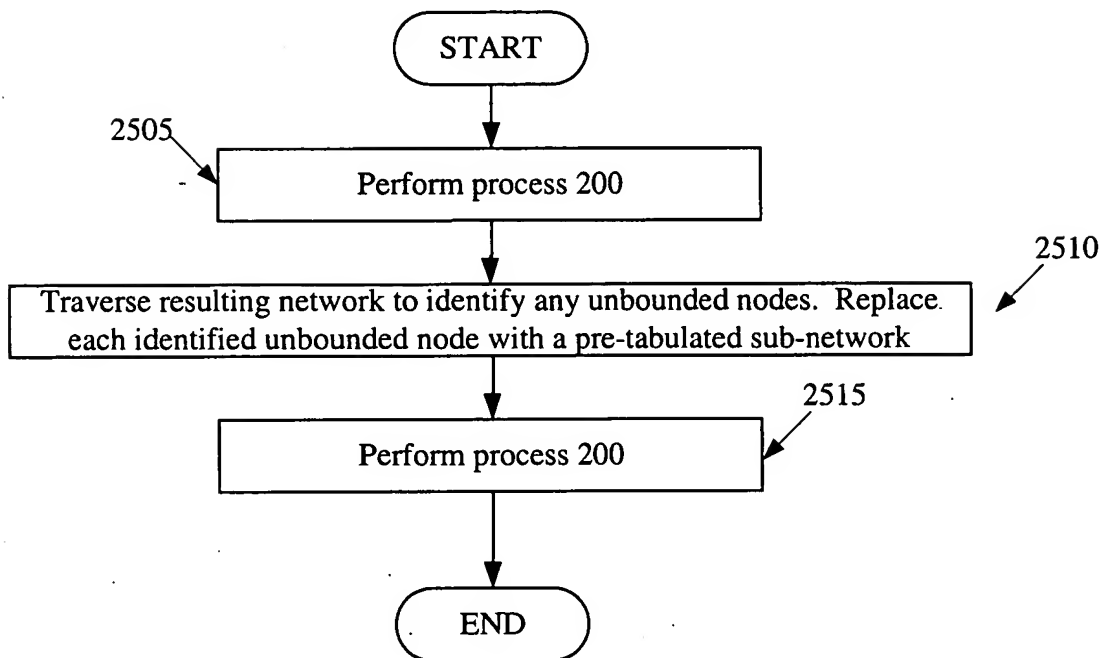 START
2505
Perform process 200
2510
Traverse resulting network to identify any unbounded nodes. Replace
each identified unbounded node with a pre-tabulated sub-network
2515
Perform process 200
END